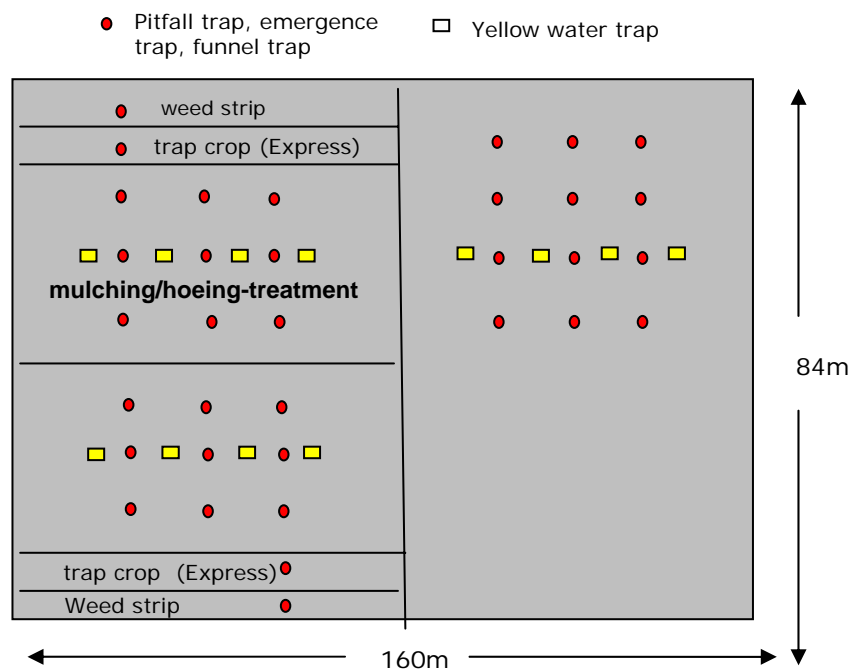 Pitfall trap, emergence
trap, funnel trap
Yellow water trap
weed strip
trap crop (Express)
mulching/hoeing-treatment
84m
trap crop (Express)
Weed strip
160m